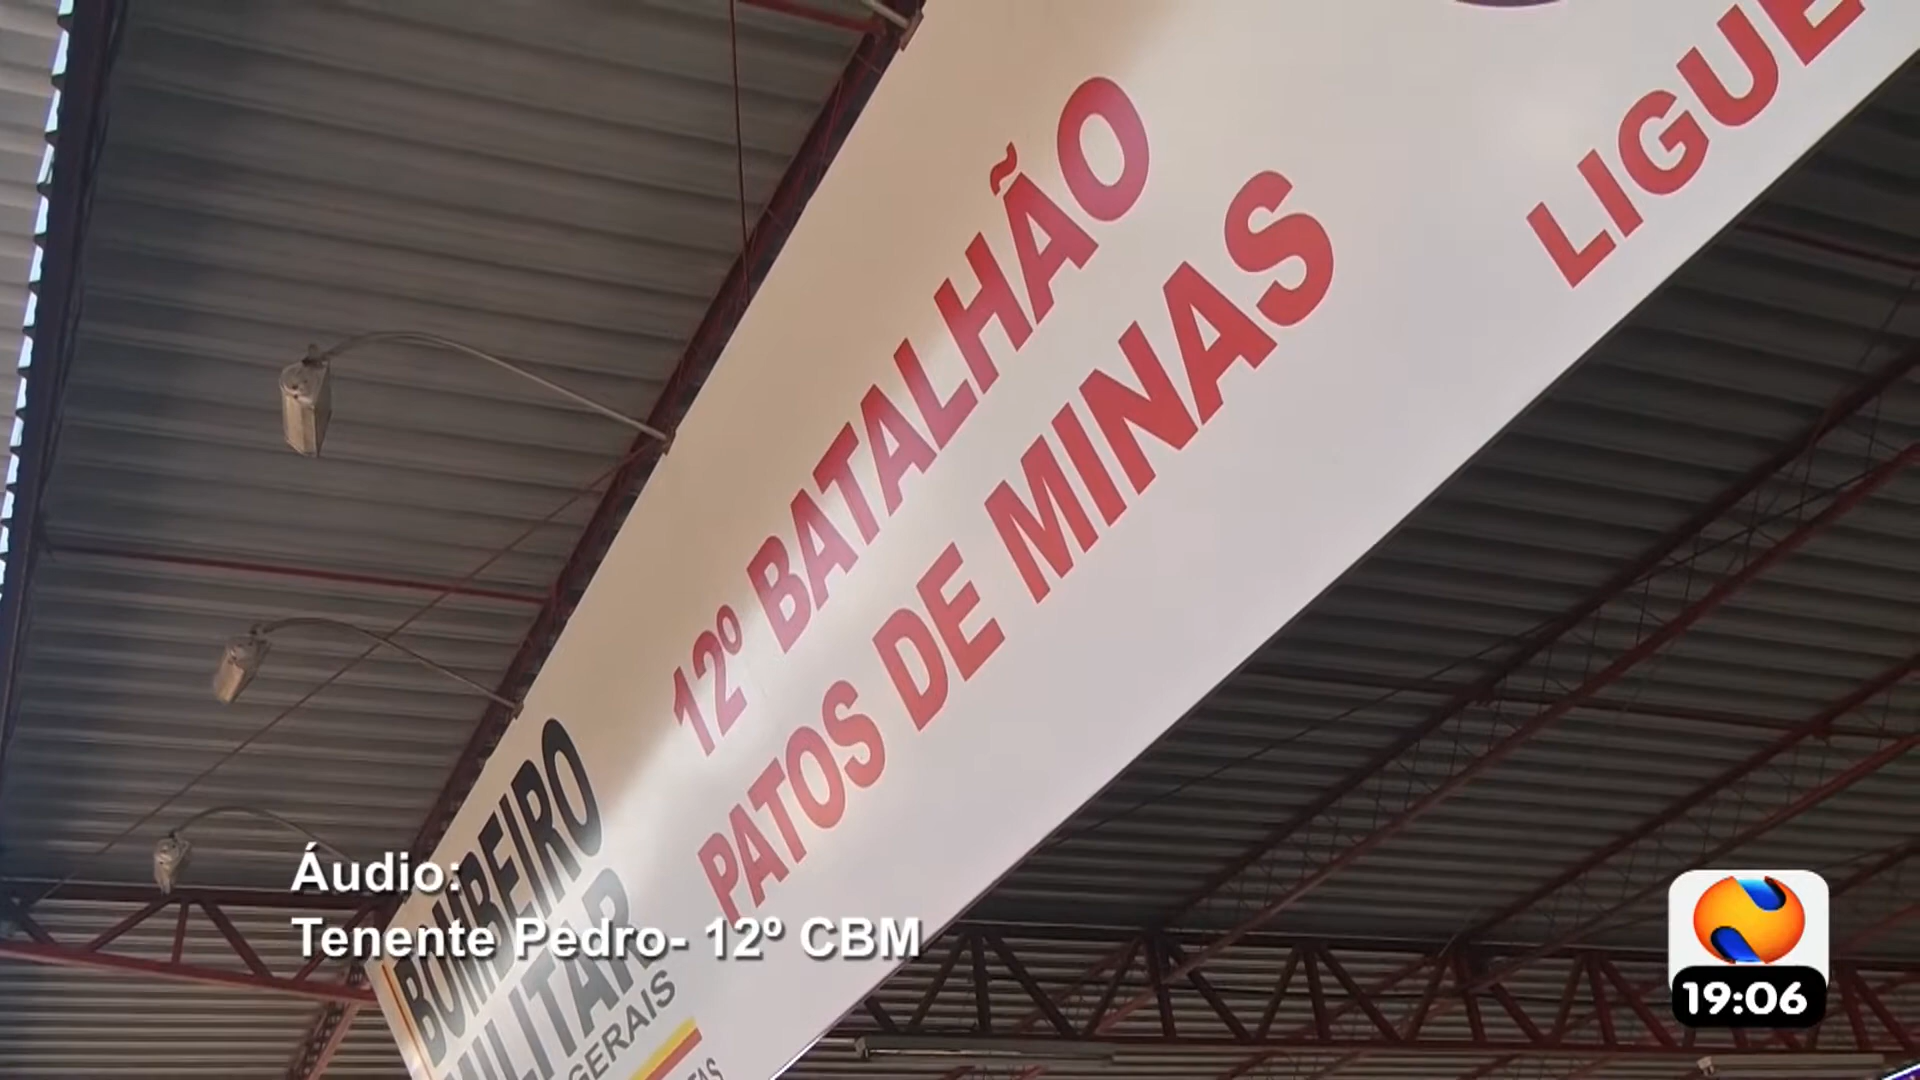 12º BATALHÃO
PATOS DE MINAS
LIGUE
BOMBEIRO
MILITAR
GERAIS
Áudio:
Tenente Pedro- 12º CBM
19:06